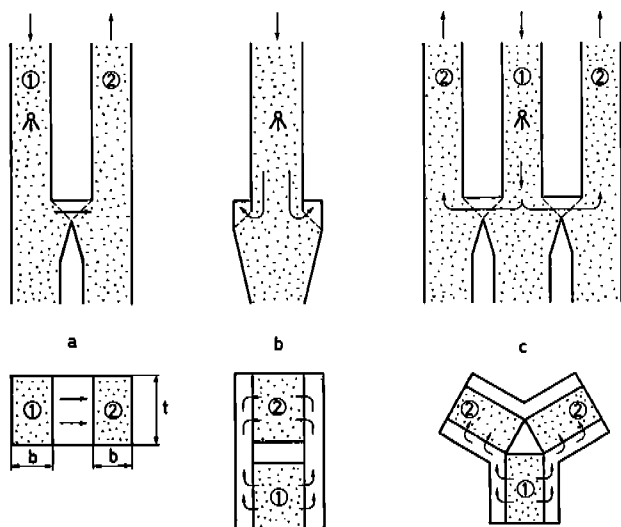 ① ②
② ① ②
a b c
① ② t
b b
②
①
② ②
①